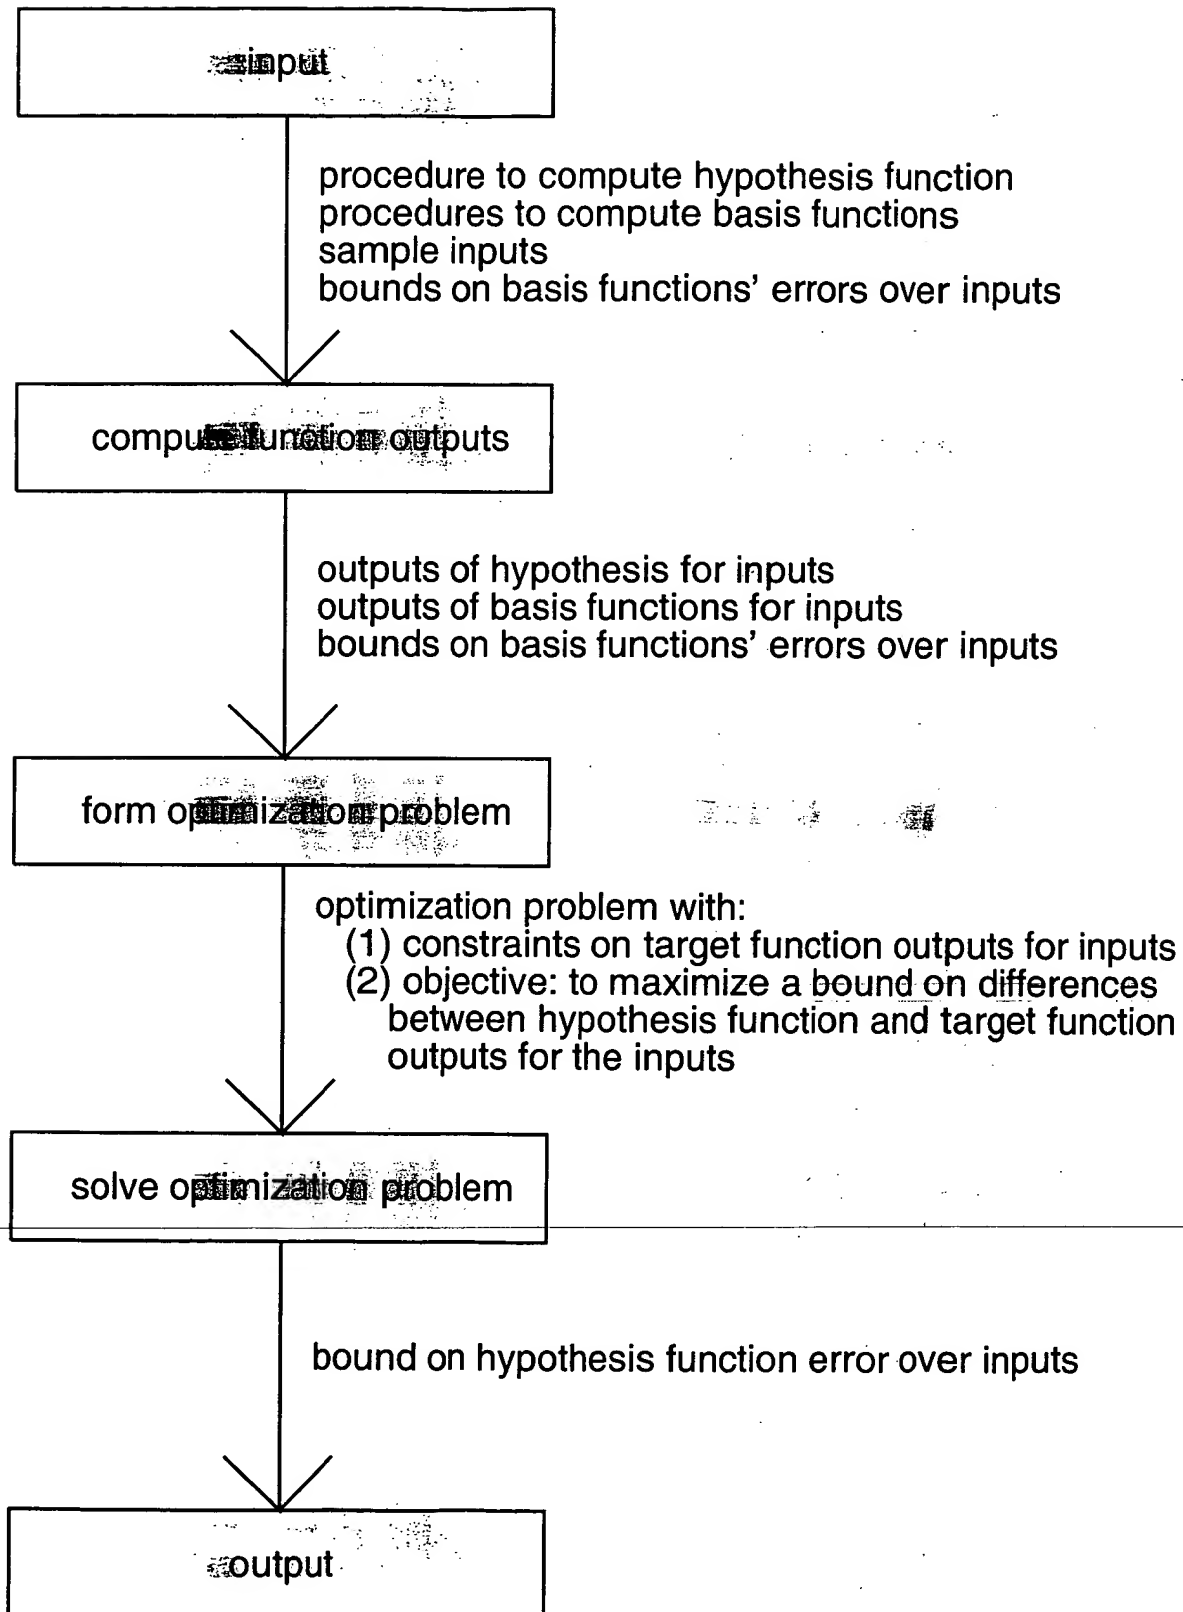 input
procedure to compute hypothesis function
procedures to compute basis functions
sample inputs
bounds on basis functions' errors over inputs
compute function outputs
outputs of hypothesis for inputs
outputs of basis functions for inputs
bounds on basis functions' errors over inputs
form optimization problem
optimization problem with:
(1) constraints on target function outputs for inputs
(2) objective: to maximize a bound on differences
between hypothesis function and target function
outputs for the inputs
solve optimization problem
bound on hypothesis function error over inputs
output